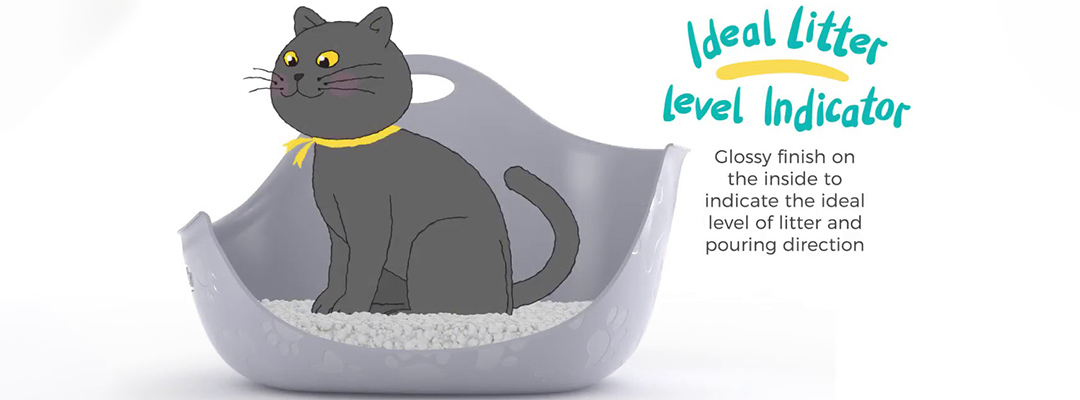 Ideal Litter
level Indicator
Glossy finish on
the inside to
indicate the ideal
level of litter and
pouring direction